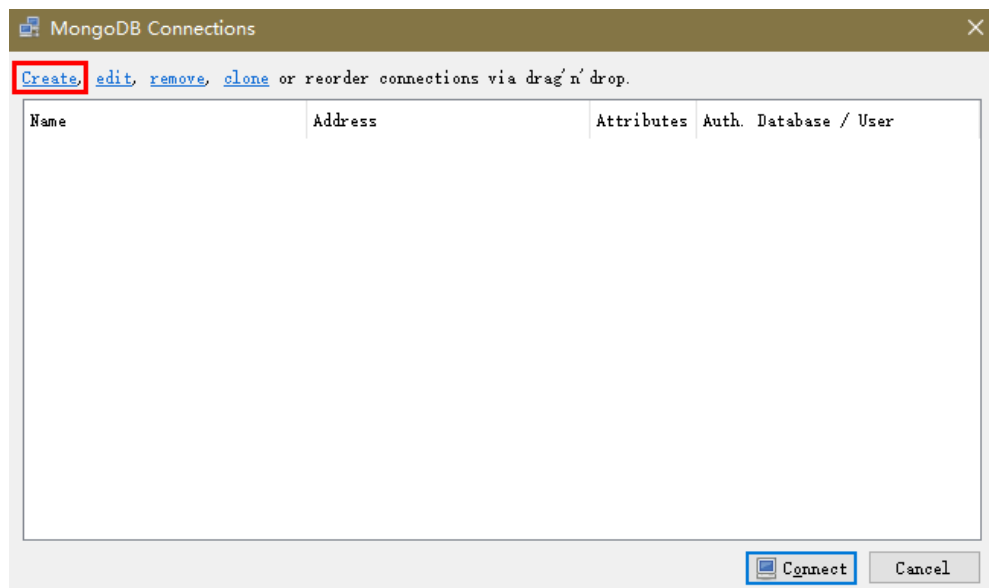 MongoDB Connections
Create, edit, remove, clone or reorder connections via drag'n'drop.
Name Address Attributes Auth. Database / User
Connect Cancel